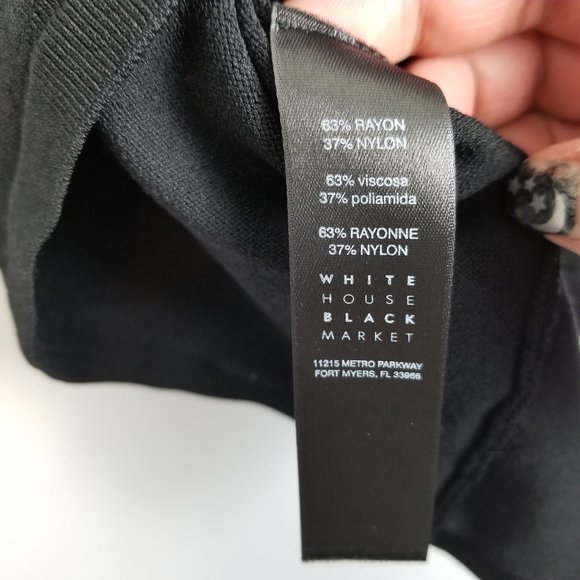 63% RAYON
37% NYLON
63% viscosa
37% poliamida
63% RAYONNE
37% NYLON
WHITE
HOUSE
BLACK
MARKET
11215 METRO PARKWAY
FORT MYERS, FL 33966